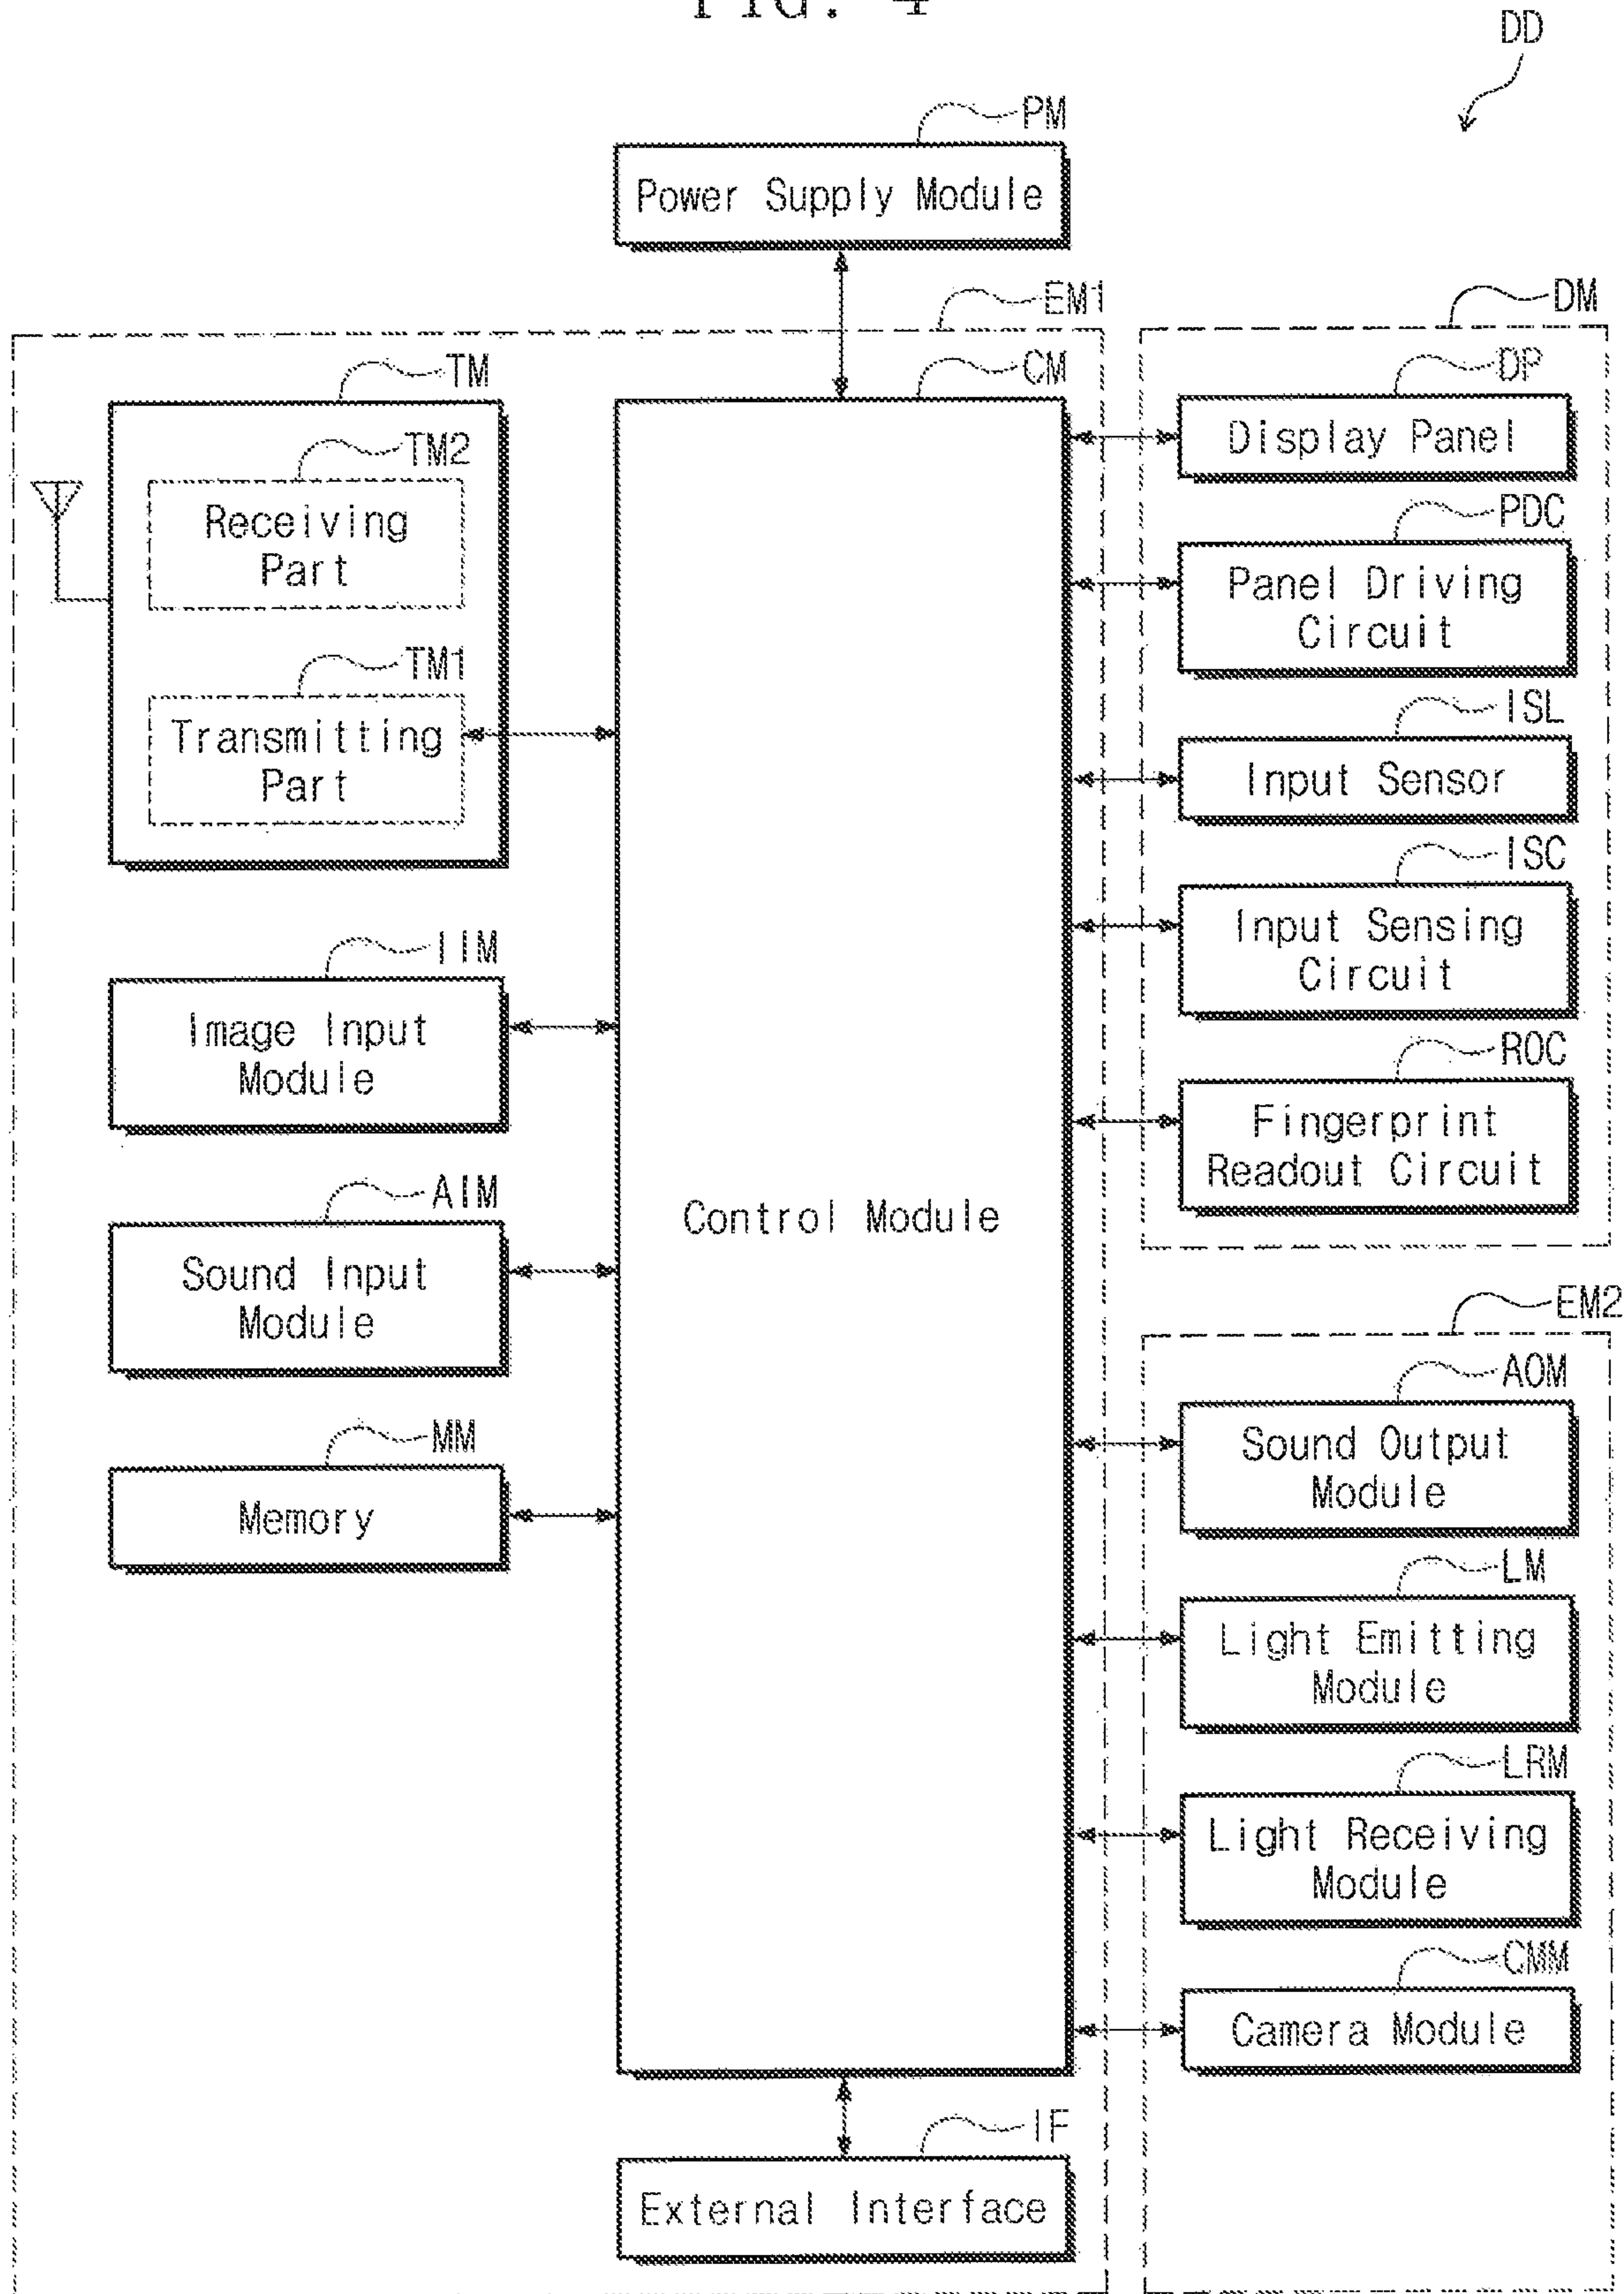 FIG. 4
DD
PM
Power Supply Module
EM1
DM
TM
CM
DP
TM2
Display Panel
Receiving
Part
PDC
Panel Driving
Circuit
TM1
Transmitting
Part
ISL
Input Sensor
ISC
Input Sensing
Circuit
IIM
Image Input
Module
ROC
Fingerprint
Readout Circuit
AIM
Sound Input
Module
Control Module
EM2
AOM
Sound Output
Module
MM
Memory
LM
Light Emitting
Module
LRM
Light Receiving
Module
CMM
Camera Module
IF
External Interface